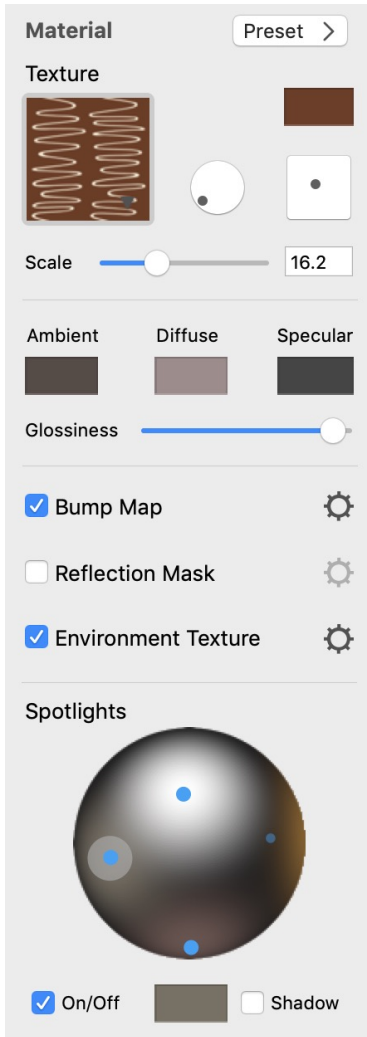 Material
Preset
Texture
Scale 16.2
Ambient Diffuse Specular
Glossiness
Bump Map
Reflection Mask
Environment Texture
Spotlights
On/Off Shadow